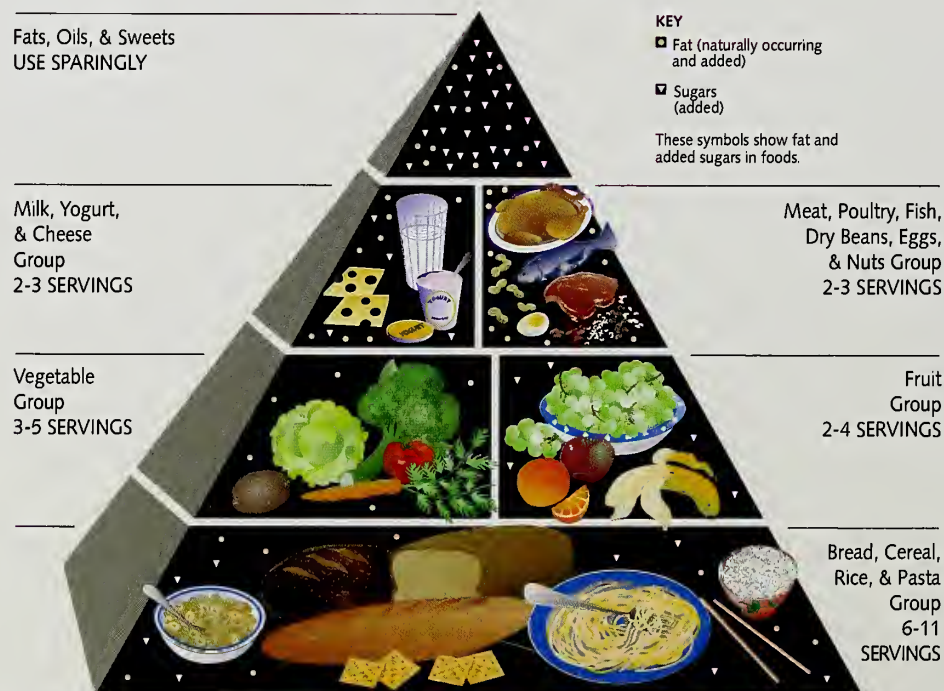 Fats, Oils, & Sweets
USE SPARINGLY
KEY
Fat (naturally occurring
and added)
Sugars
(added)
These symbols show fat and
added sugars in foods.
Milk, Yogurt,
& Cheese
Group
2-3 SERVINGS
Meat, Poultry, Fish,
Dry Beans, Eggs,
& Nuts Group
2-3 SERVINGS
YOGURT
YOGURT
Vegetable
Group
3-5 SERVINGS
Fruit
Group
2-4 SERVINGS
Bread, Cereal,
Rice, & Pasta
Group
6-11
SERVINGS